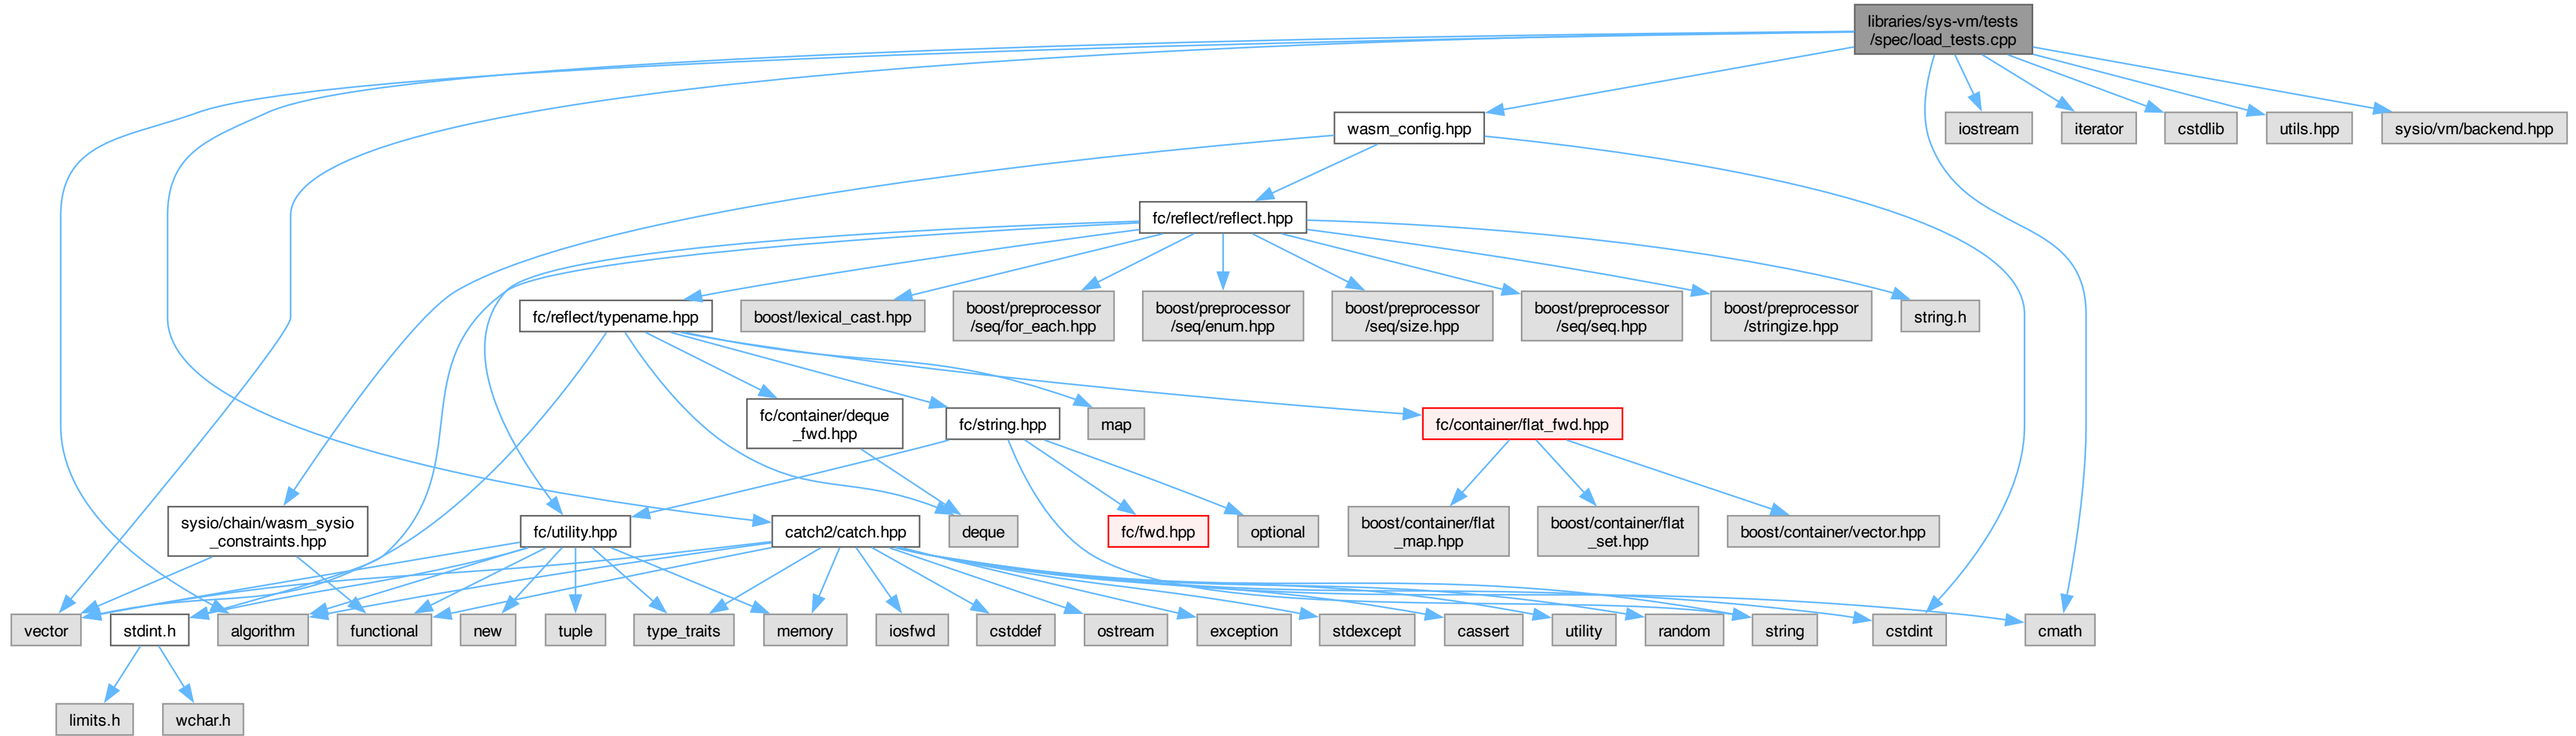 libraries/sys-vm/tests
/spec/load_tests.cpp
wasm_config.hpp
iostream
iterator
cstdlib
utils.hpp
sysio/vm/backend.hpp
fc/reflect/reflect.hpp
fc/reflect/typename.hpp
boost/lexical_cast.hpp
boost/preprocessor
/seq/for_each.hpp
boost/preprocessor
/seq/enum.hpp
boost/preprocessor
/seq/size.hpp
boost/preprocessor
/seq/seq.hpp
boost/preprocessor
/stringize.hpp
string.h
fc/container/deque
_fwd.hpp
fc/string.hpp
map
fc/container/flat_fwd.hpp
sysio/chain/wasm_sysio
_constraints.hpp
fc/utility.hpp
catch2/catch.hpp
deque
fc/fwd.hpp
optional
boost/container/flat
_map.hpp
boost/container/flat
_set.hpp
boost/container/vector.hpp
vector
stdint.h
algorithm
functional
new
tuple
type_traits
memory
iosfwd
cstddef
ostream
exception
stdexcept
cassert
utility
random
string
cstdint
cmath
limits.h
wchar.h